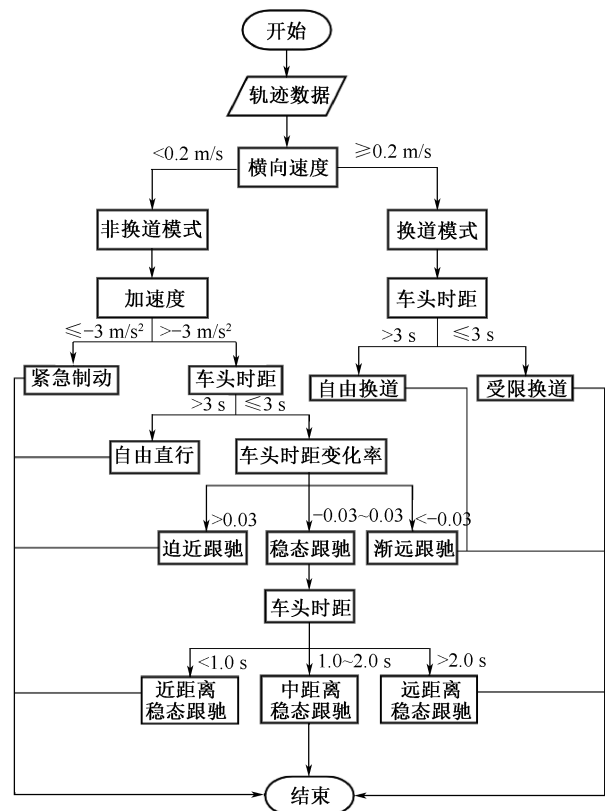 开始
轨迹数据
<0.2 m/s
≥0.2 m/s
横向速度
非换道模式
换道模式
加速度
车头时距
≤−3 m/s²
>−3 m/s²
>3 s
≤3 s
紧急制动
车头时距
自由换道
受限换道
>3 s
≤3 s
自由直行
车头时距变化率
>0.03
−0.03~0.03
<−0.03
迫近跟驰
稳态跟驰
渐远跟驰
车头时距
<1.0 s
1.0~2.0 s
>2.0 s
近距离
稳态跟驰
中距离
稳态跟驰
远距离
稳态跟驰
结束